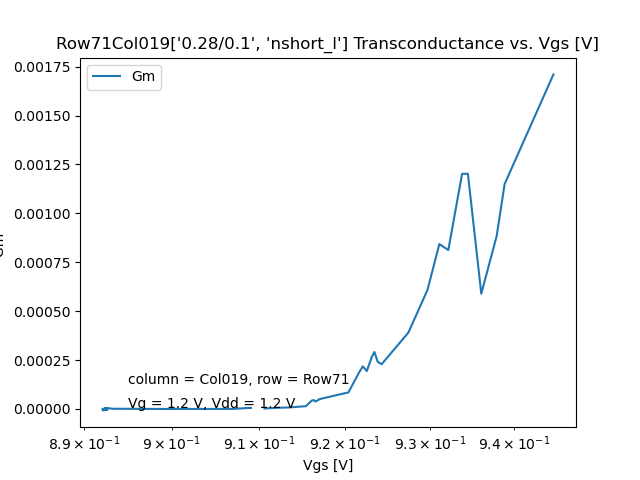 Row71Col019['0.28/0.1', 'nshort_l'] Transconductance vs. Vgs [V]
Gm
0.00175
0.00150
0.00125
0.00100
0.00075
0.00050
0.00025
0.00000
Gm
column = Col019, row = Row71
Vg = 1.2 V, Vdd = 1.2 V
8.9 × 10⁻¹ 9 × 10⁻¹ 9.1 × 10⁻¹ 9.2 × 10⁻¹ 9.3 × 10⁻¹ 9.4 × 10⁻¹
Vgs [V]